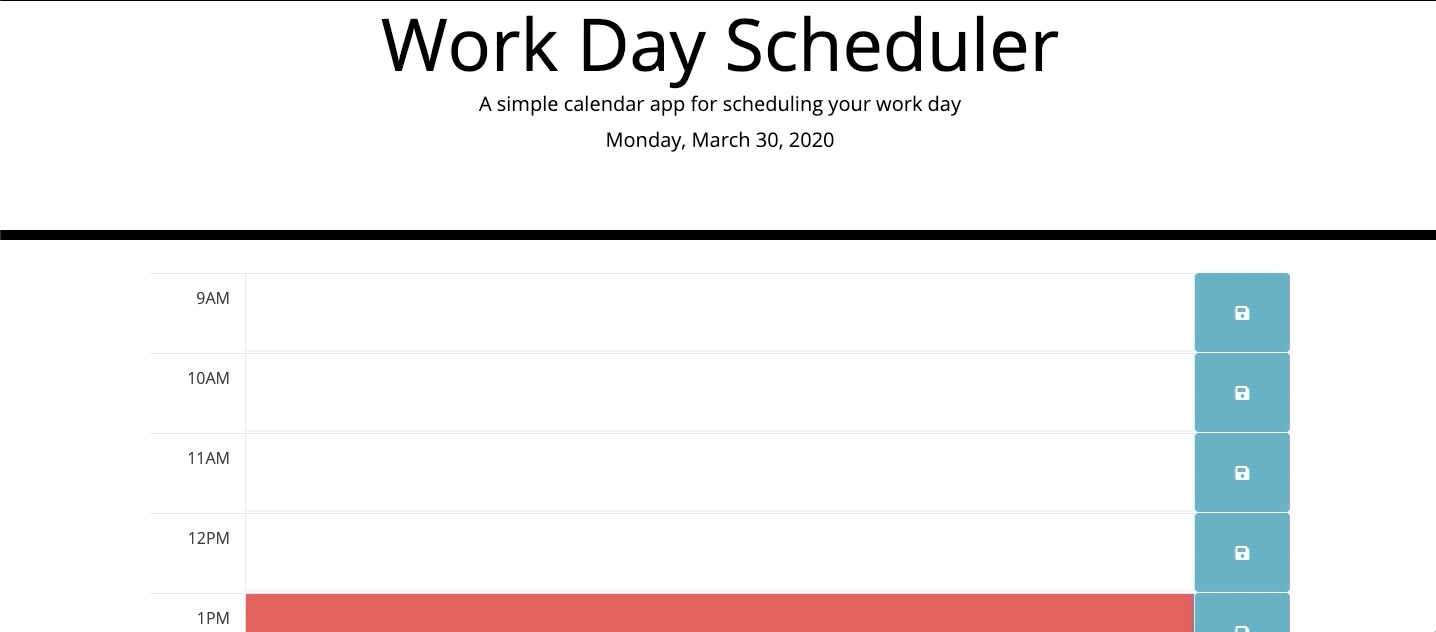 Work Day Scheduler
A simple calendar app for scheduling your work day
Monday, March 30, 2020
9AM
10AM
11AM
12PM
1PM